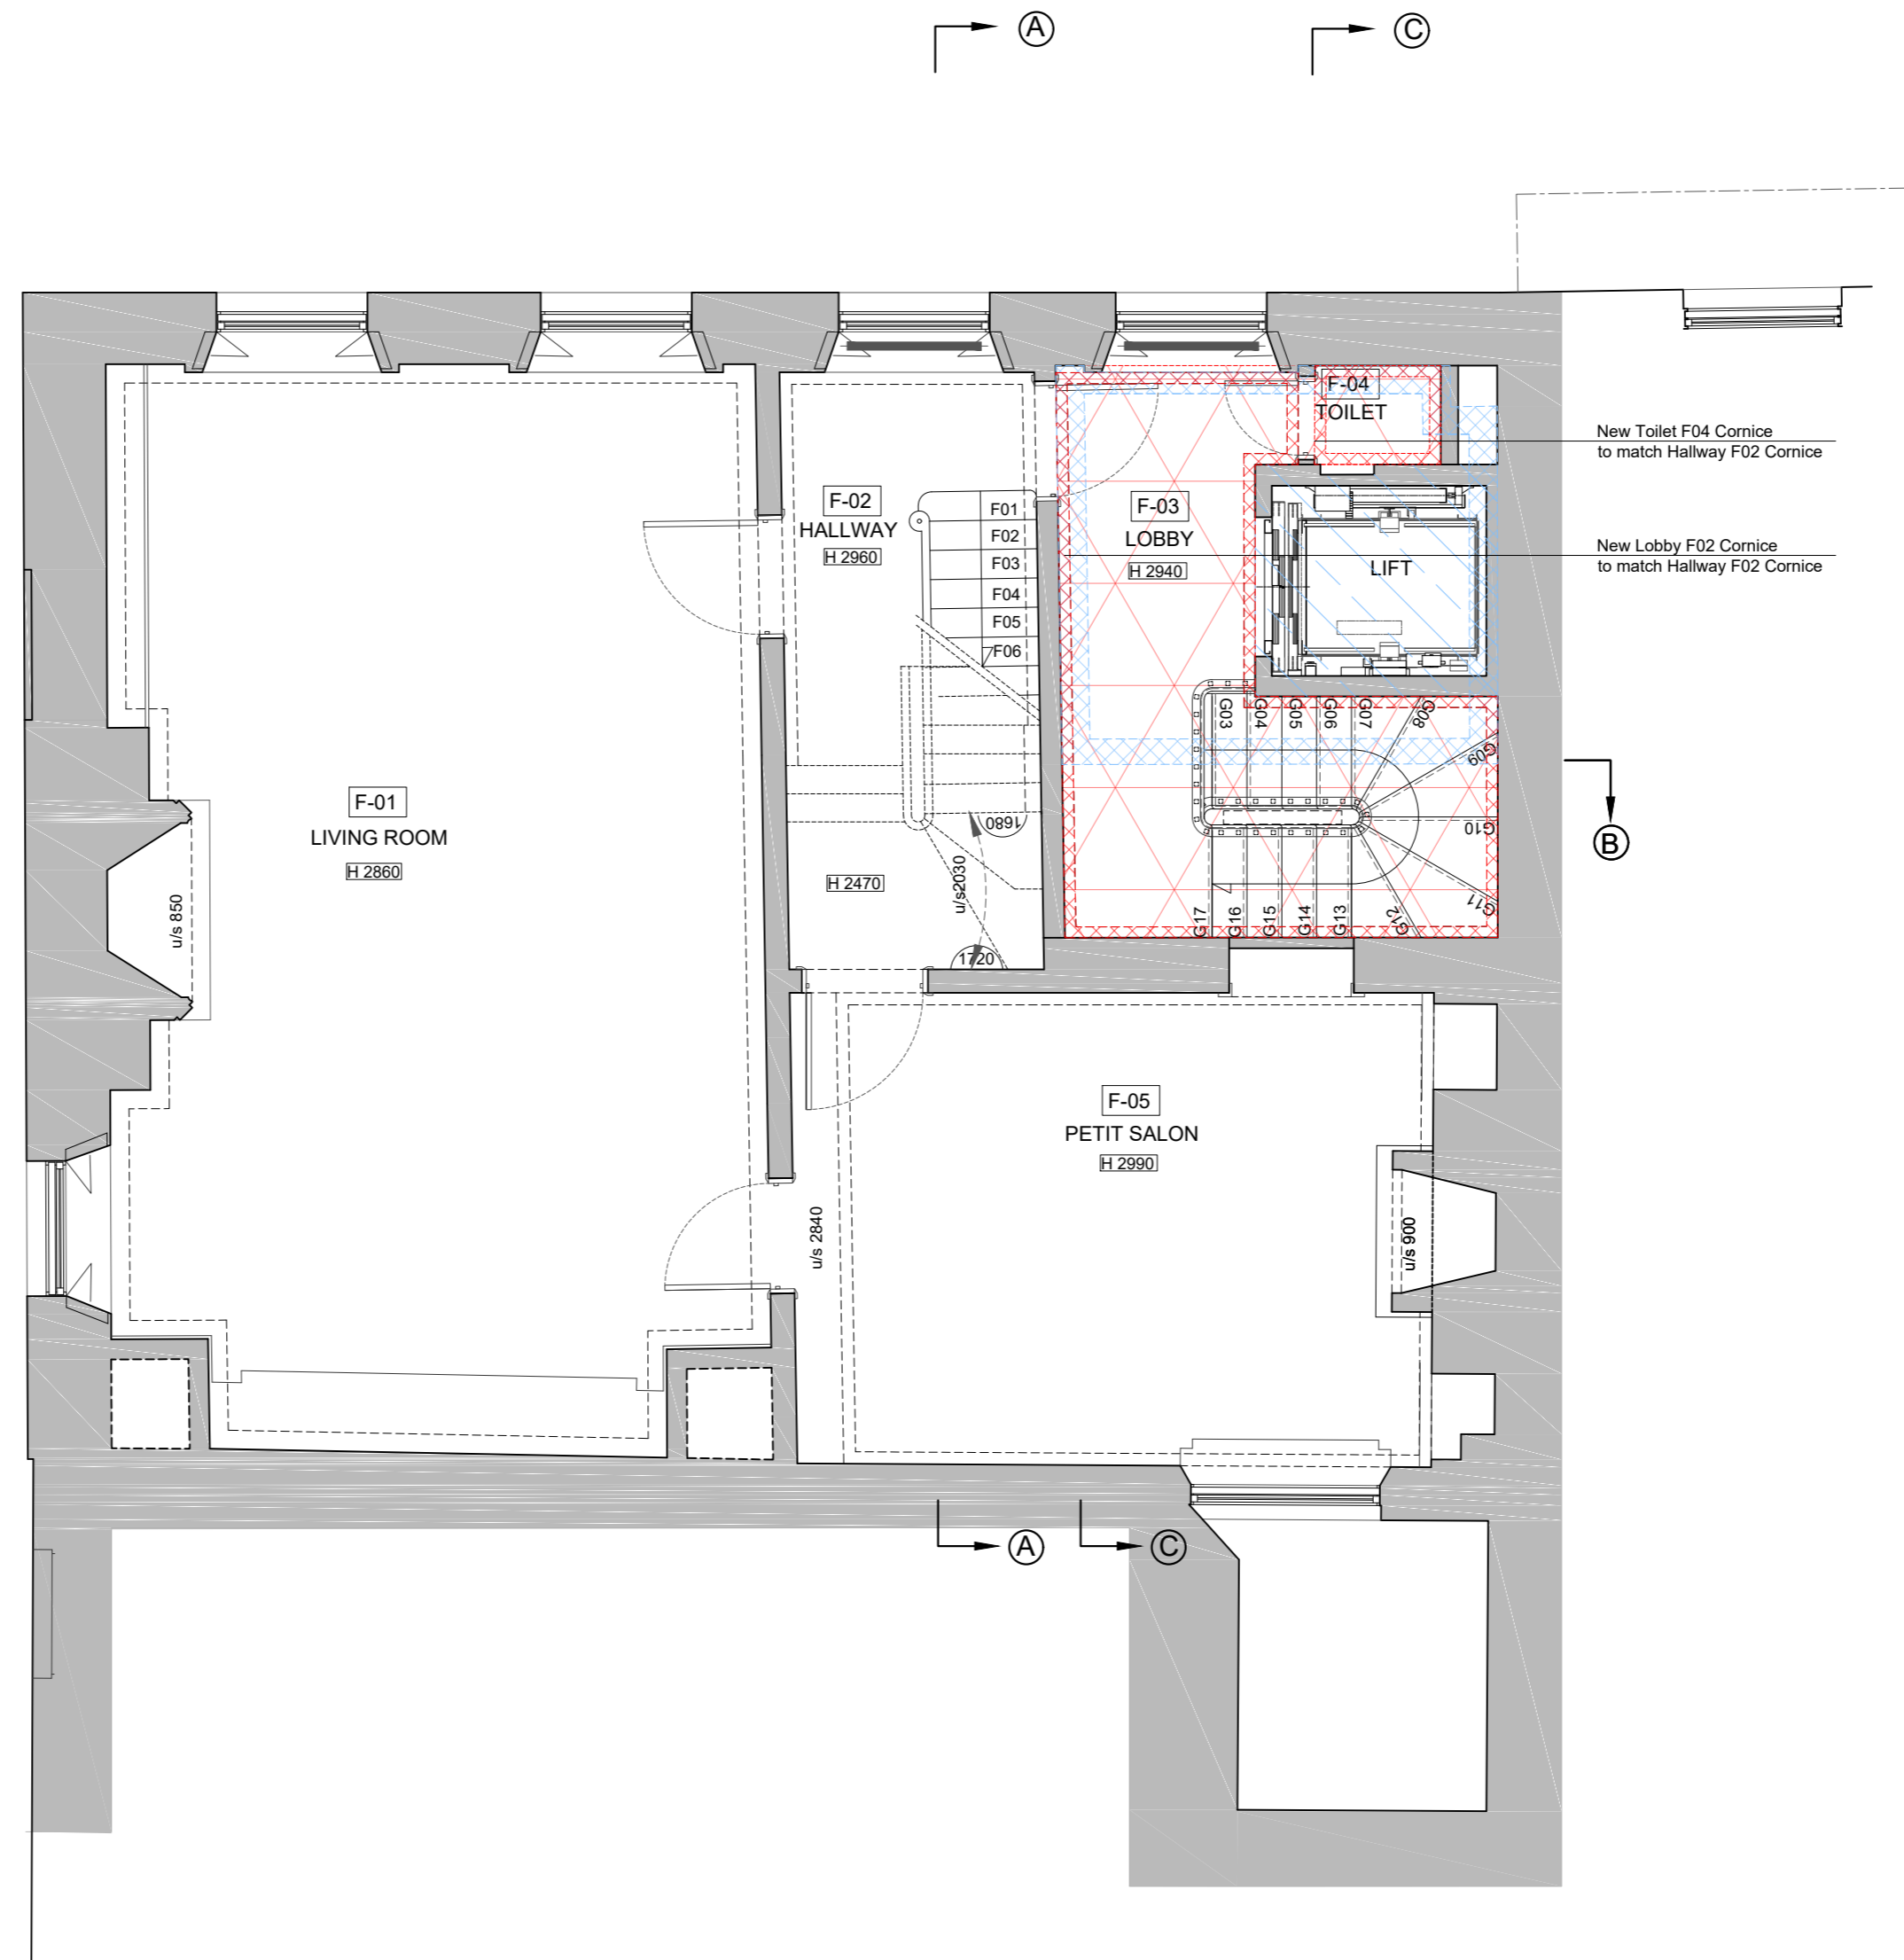 A
C
F-04
TOILET
New Toilet F04 Cornice
to match Hallway F02 Cornice
F-02
HALLWAY
H 2960
F01
F02
F03
F04
F05
F06
F-03
LOBBY
H 2940
LIFT
New Lobby F02 Cornice
to match Hallway F02 Cornice
G03
G04
G05
G06
G07
G08
G09
G10
G11
G12
G13
G14
G15
G16
G17
B
F-01
LIVING ROOM
H 2860
u/s 850
H 2470
1680
u/s2030
1720
F-05
PETIT SALON
H 2990
u/s 2840
u/s 900
A
C